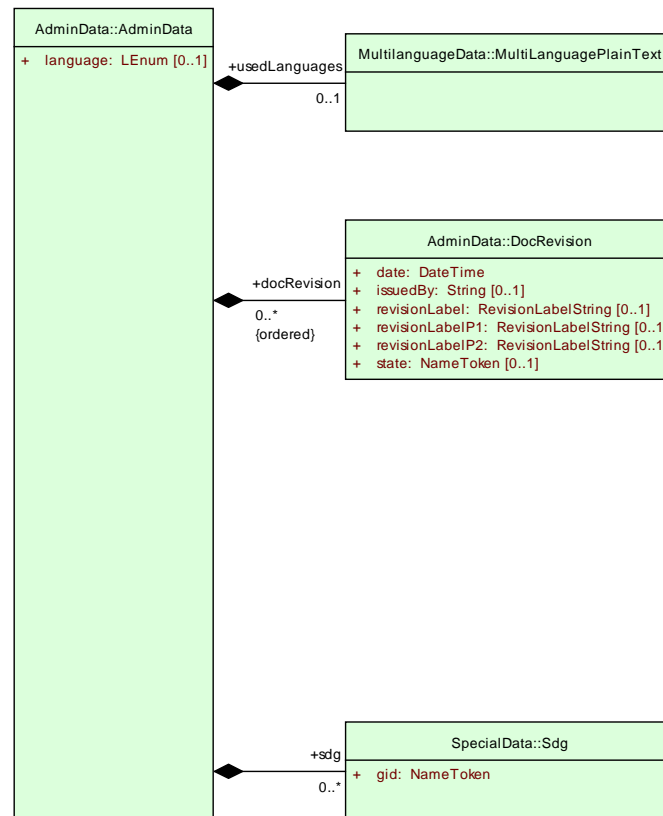 AdminData::AdminData
+ language: LEnum [0..1]
+usedLanguages
0..1
MultilanguageData::MultiLanguagePlainText
+docRevision
0..*
{ordered}
AdminData::DocRevision
+ date: DateTime
+ issuedBy: String [0..1]
+ revisionLabel: RevisionLabelString [0..1]
+ revisionLabelP1: RevisionLabelString [0..1
+ revisionLabelP2: RevisionLabelString [0..1
+ state: NameToken [0..1]
+sdg
0..*
SpecialData::Sdg
+ gid: NameToken